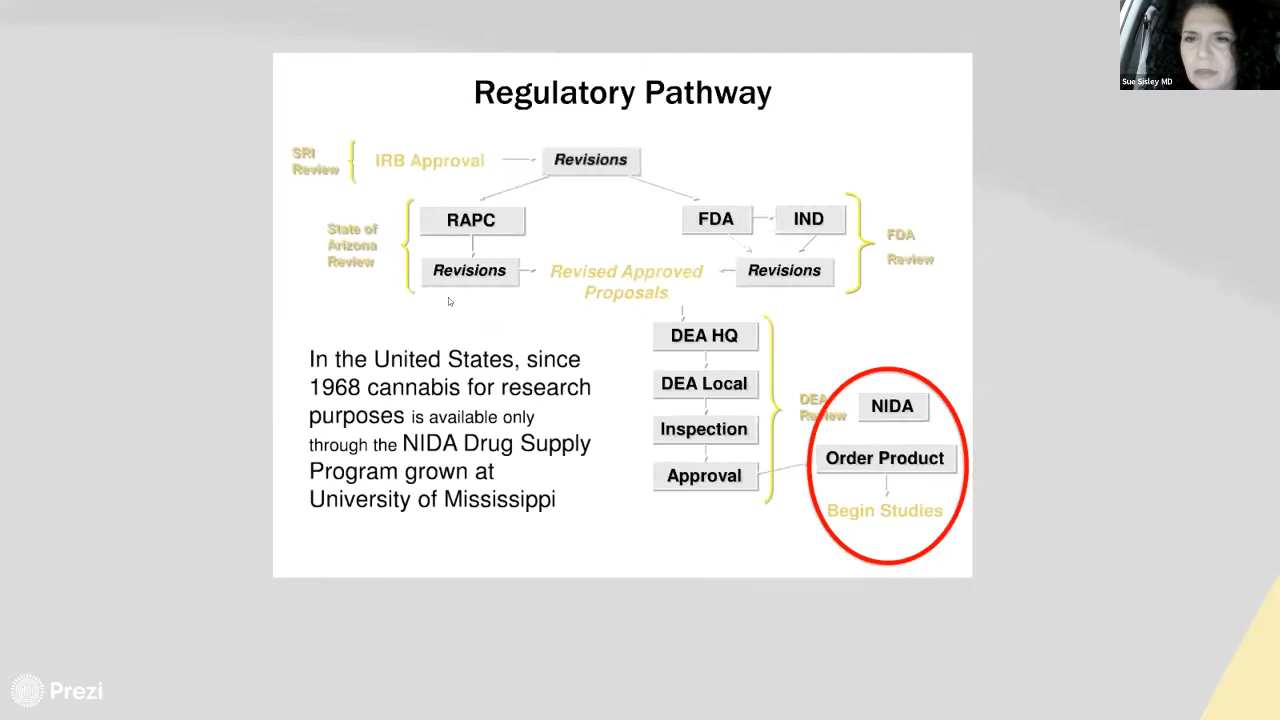 Sue Sisley MD
Regulatory Pathway
SRI
Review
IRB Approval
Revisions
State of
Arizona
Review
RAPC
Revisions
FDA
IND
Revisions
FDA
Review
Revised Approved
Proposals
DEA HQ
DEA Local
Inspection
Approval
DEA
Review
NIDA
Order Product
Begin Studies
In the United States, since
1968 cannabis for research
purposes is available only
through the NIDA Drug Supply
Program grown at
University of Mississippi
Prezi